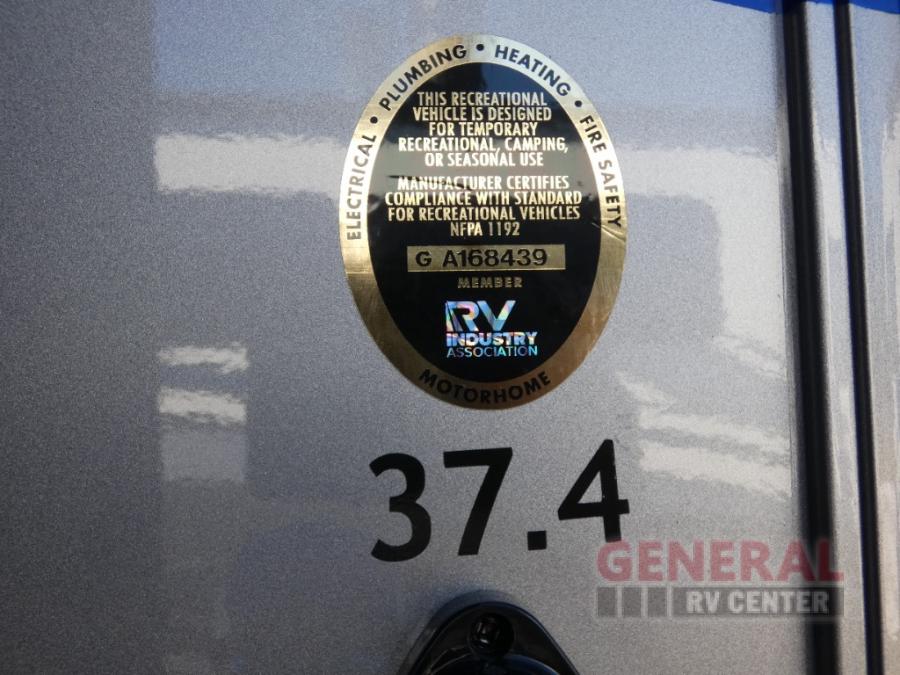 ELECTRICAL • PLUMBING • HEATING • FIRE SAFETY
THIS RECREATIONAL
VEHICLE IS DESIGNED
FOR TEMPORARY
RECREATIONAL, CAMPING,
OR SEASONAL USE
MANUFACTURER CERTIFIES
COMPLIANCE WITH STANDARD
FOR RECREATIONAL VEHICLES
NFPA 1192
G A168439
MEMBER
RV
INDUSTRY
ASSOCIATION
MOTORHOME
37.4
GENERAL
RV CENTER